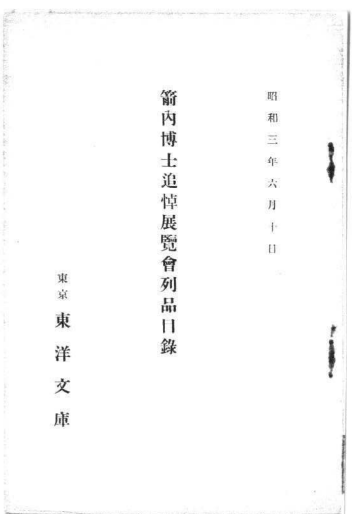 昭和三年六月十日
箭內博士追悼展覽會列品目錄
東京 東洋文庫